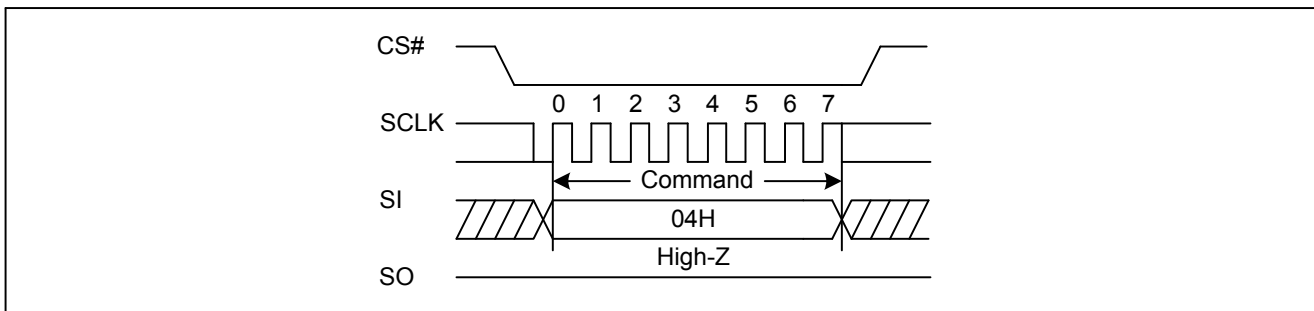 CS#
0 1 2 3 4 5 6 7
SCLK
Command
SI
04H
High-Z
SO